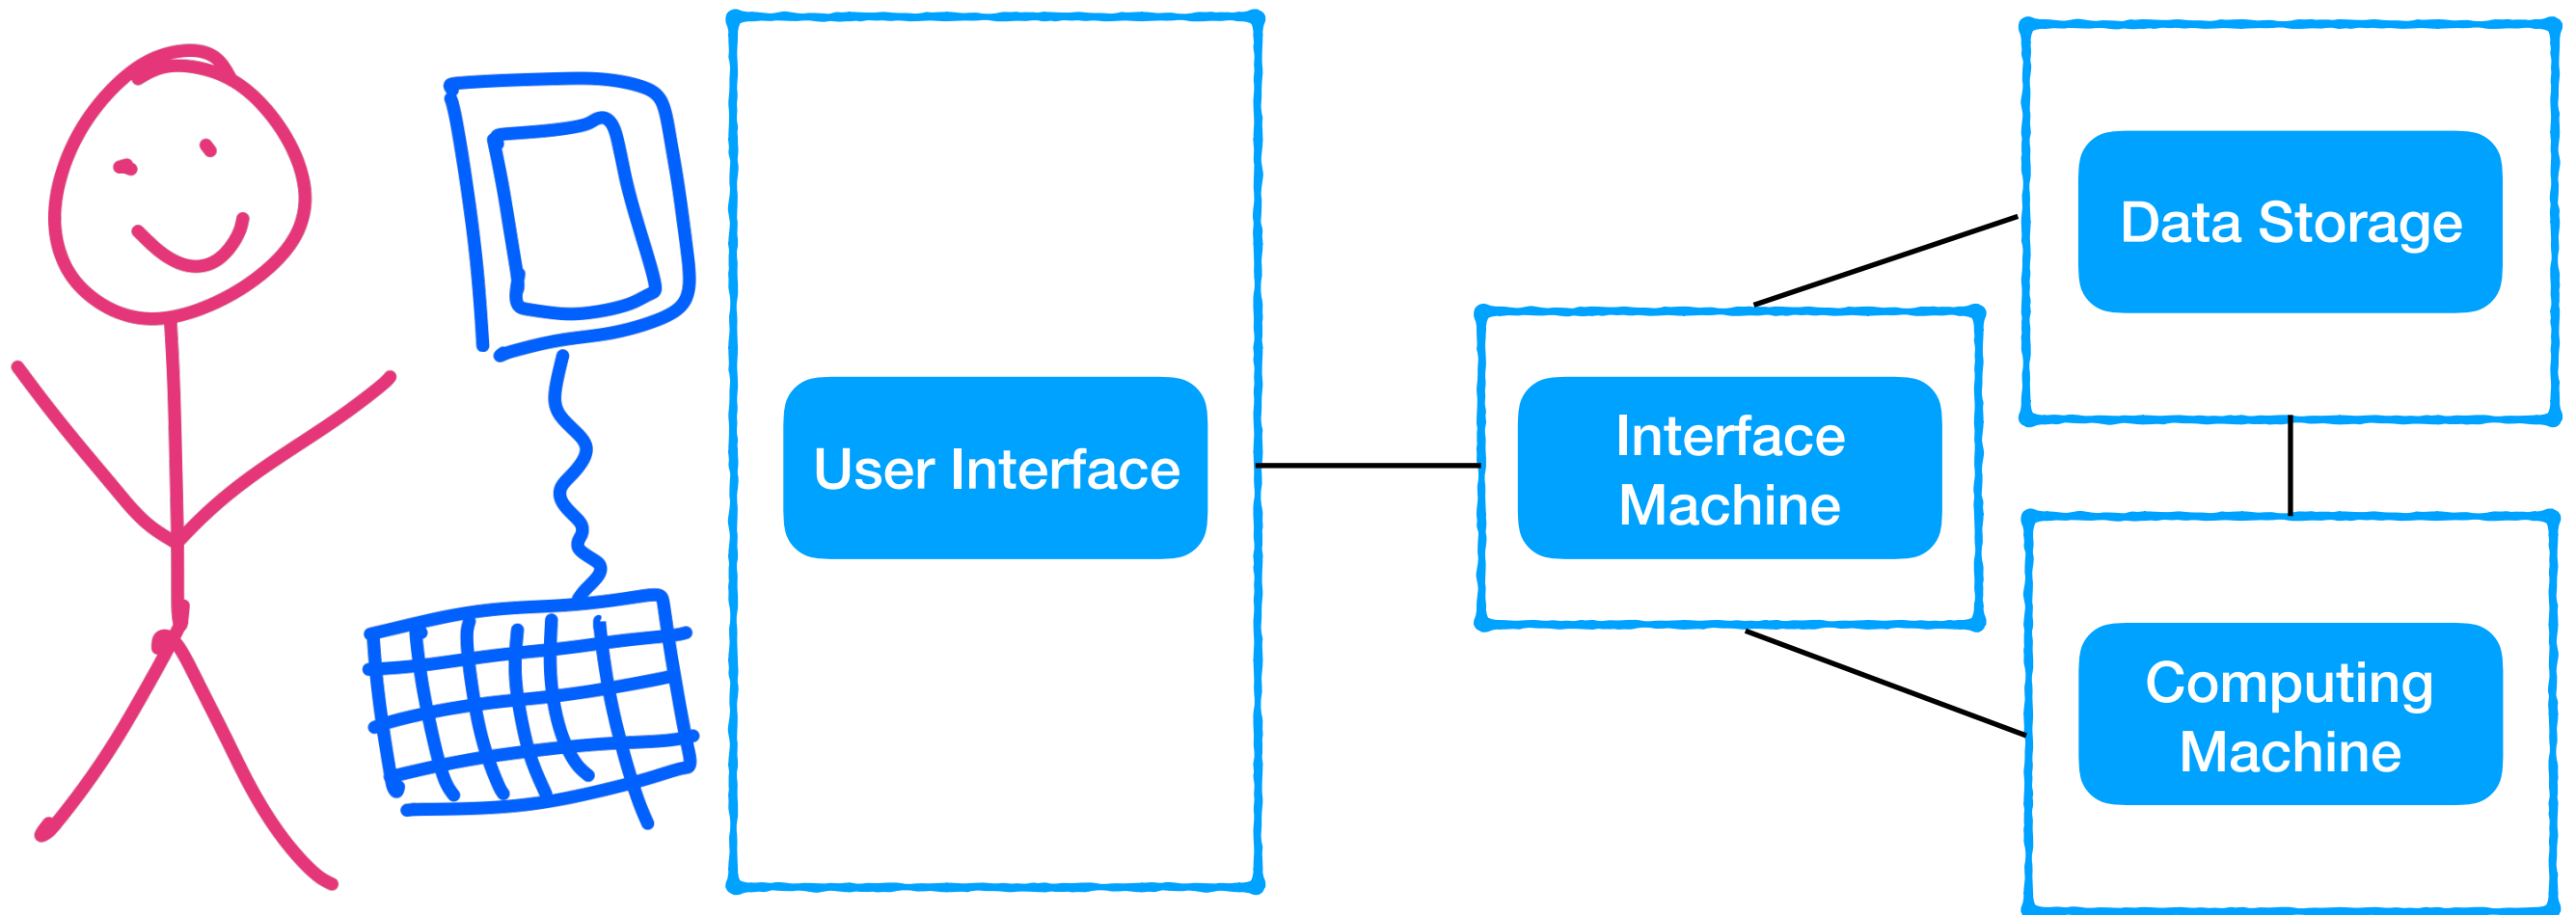 User Interface
Interface
Machine
Data Storage
Computing
Machine